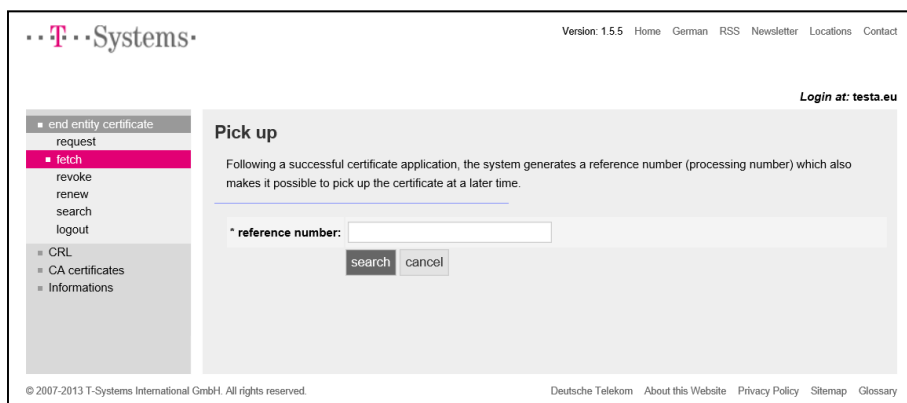 T Systems
Version: 1.5.5 Home German RSS Newsletter Locations Contact
Login at: testa.eu
end entity certificate
request
fetch
revoke
renew
search
logout
CRL
CA certificates
Informations
Pick up
Following a successful certificate application, the system generates a reference number (processing number) which also
makes it possible to pick up the certificate at a later time.
* reference number:
search cancel
© 2007-2013 T-Systems International GmbH. All rights reserved.
Deutsche Telekom About this Website Privacy Policy Sitemap Glossary